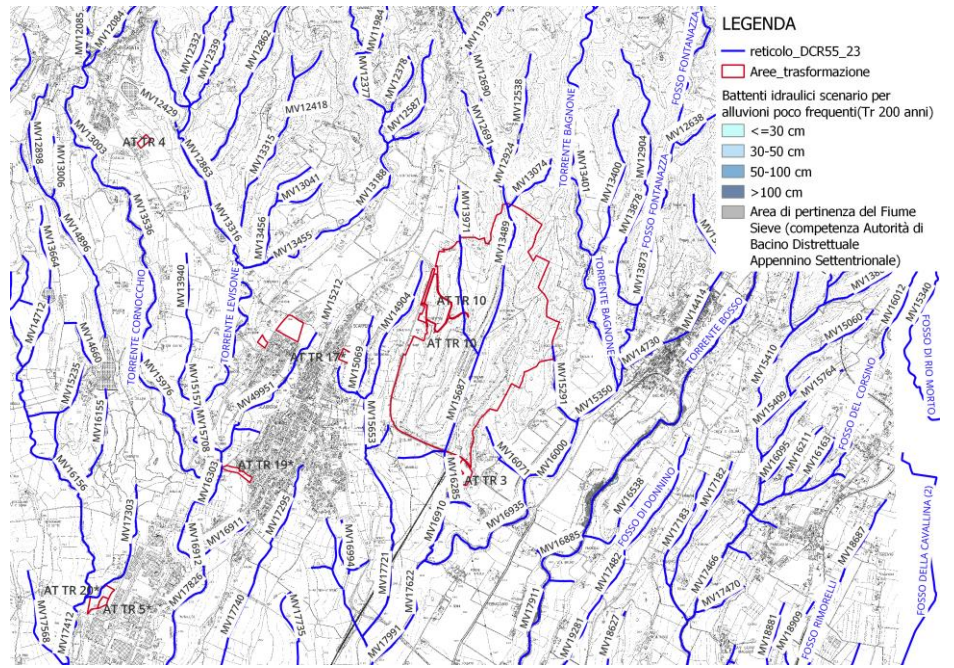 LEGENDA
reticolo_DCR55_23
Aree_trasformazione
Battenti idraulici scenario per
alluvioni poco frequenti(Tr 200 anni)
<=30 cm
30-50 cm
50-100 cm
>100 cm
Area di pertinenza del Fiume
Sieve (competenza Autorità di
Bacino Distrettuale
Appennino Settentrionale)
MV12085
MV12084
MV12332
MV12339
MV12862
MV11984
MV12377
MV12378
MV11979
MV12690
MV12538
FOSSO FONTANAZZA
MV12429
MV12418
MV12587
MV12691
MV12924
TORRENTE BAGNONE
MV12638
MV12898
MV13006
MV13003
AT TR 4
MV12863
MV13315
MV13041
MV13188
MV13074
MV13401
MV13400
MV12904
MV13878
FOSSO FONTANAZZA
MV13873
MV14896
MV13664
MV13536
MV13316
MV13456
MV13455
MV13971
MV13489
MV13940
TORRENTE LEVISONE
TORRENTE CORNOCCHIO
MV15212
MV14904
AT TR 10
AT TR 10
TORRENTE BAGNONE
MV14414
TORRENTE BOSSO
MV16012
MV15340
MV14712
MV14660
MV15235
MV15976
MV15157
MV49951
AT TR 17*
MV15069
MV15687
MV15291
MV14730
MV15350
MV15410
MV15060
MV15764
MV15409
FOSSO DI RIO MORTO
FOSSO DEL CORSINO
MV16155
MV16156
MV15708
MV16303
AT TR 19*
MV15653
MV16285
AT TR 3
MV16071
MV16000
MV16095
MV16211
MV16163
MV17303
MV16911
MV16912
MV17295
MV16910
MV16935
MV16538
FOSSO DI DONNINO
MV17182
MV17183
FOSSO DELLA CAVALLINA (2)
MV16994
MV17721
MV17622
MV16885
MV17482
MV17466
MV17470
MV18687
AT TR 20*
AT TR 5*
MV17568
MV17412
MV17826
MV17740
MV17735
MV17991
MV17911
MV19281
MV18627
MV18881
MV18909
FOSSO RIMORELLI